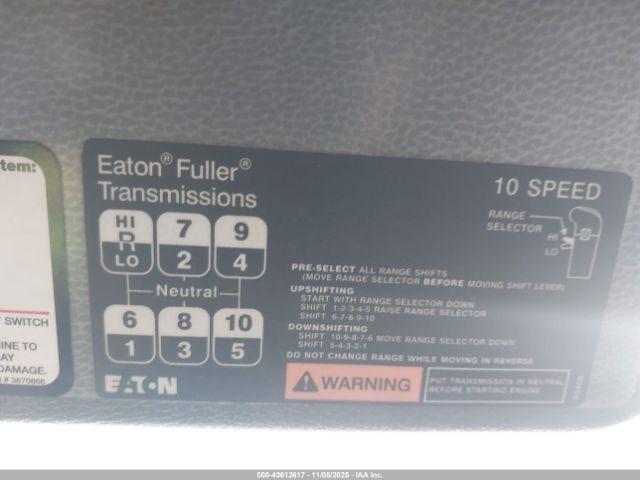 tem:
Y SWITCH
INE TO
AY
DAMAGE.
# 3870866
Eaton® Fuller®
Transmissions
10 SPEED
HI
R
LO
7
2
9
4
Neutral
6
1
8
3
10
5
EATON
RANGE
SELECTOR
HI
LO
PRE-SELECT ALL RANGE SHIFTS
(MOVE RANGE SELECTOR BEFORE MOVING SHIFT LEVER)
UPSHIFTING
START WITH RANGE SELECTOR DOWN
SHIFT 1-2-3-4-5 RAISE RANGE SELECTOR
SHIFT 6-7-8-9-10
DOWNSHIFTING
SHIFT 10-9-8-7-6 MOVE RANGE SELECTOR DOWN
SHIFT 5-4-3-2-1
DO NOT CHANGE RANGE WHILE MOVING IN REVERSE
WARNING
PUT TRANSMISSION IN NEUTRAL
BEFORE STARTING ENGINE
000-43612617 - 11/05/2025 - IAA Inc.